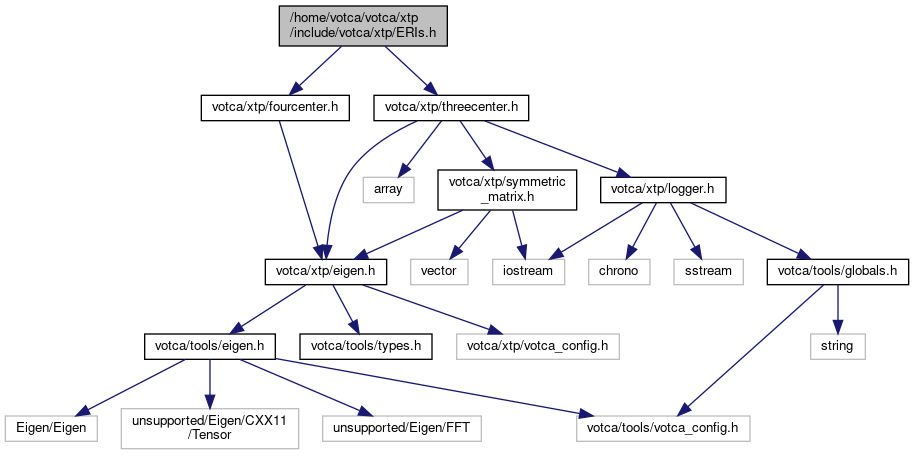 /home/votca/votca/xtp
/include/votca/xtp/ERIs.h
votca/xtp/fourcenter.h
votca/xtp/threecenter.h
array
votca/xtp/symmetric
_matrix.h
votca/xtp/logger.h
votca/xtp/eigen.h
vector
iostream
chrono
sstream
votca/tools/globals.h
votca/tools/eigen.h
votca/tools/types.h
votca/xtp/votca_config.h
string
Eigen/Eigen
unsupported/Eigen/CXX11
/Tensor
unsupported/Eigen/FFT
votca/tools/votca_config.h